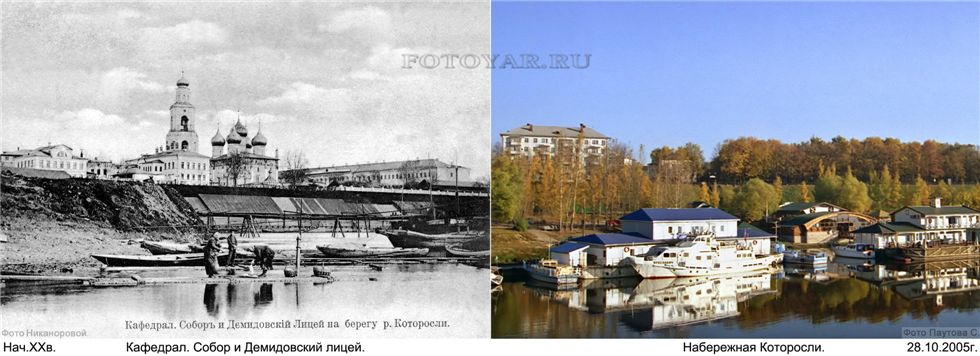 FOTOYAR.RU
Фото Никаноровой.
Кафедрал. Соборъ и Демидовскій Лицей на берегу р. Которосли.
Фото Паутова С.
Нач.ХХв. Кафедрал. Собор и Демидовский лицей. Набережная Которосли. 28.10.2005г.